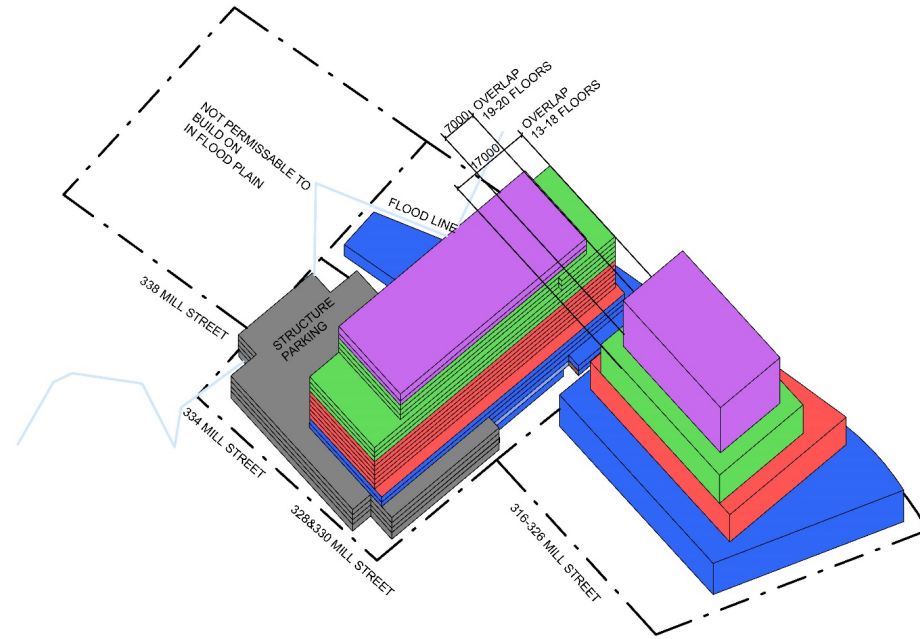 7000
OVERLAP
19-20 FLOORS
OVERLAP
13-18 FLOORS
17000
NOT PERMISSABLE TO
BUILD ON
IN FLOOD PLAIN
FLOOD LINE
338 MILL STREET
STRUCTURE
PARKING
334 MILL STREET
328&330 MILL STREET
316-326 MILL STREET